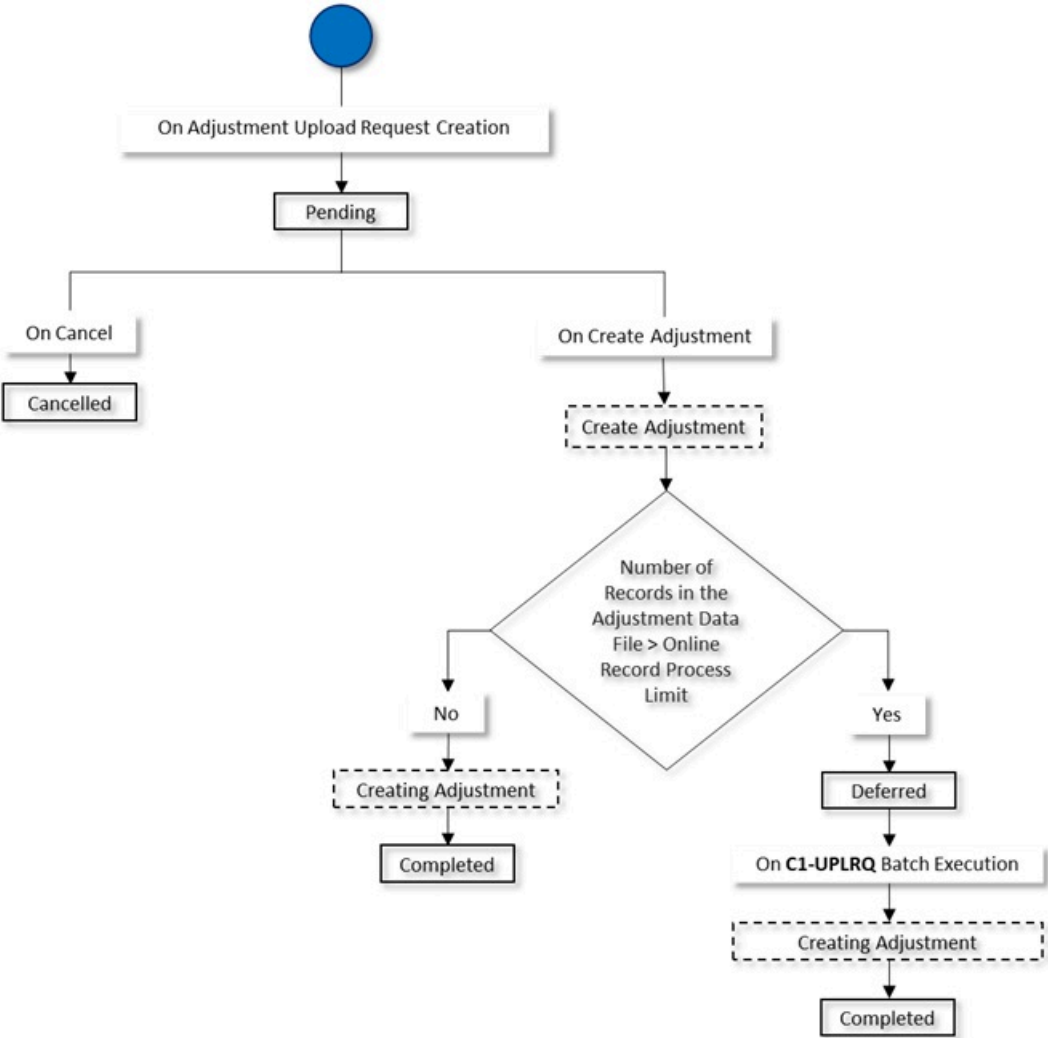 On Adjustment Upload Request Creation
Pending
On Cancel
On Create Adjustment
Cancelled
Create Adjustment
Number of
Records in the
Adjustment Data
File > Online
Record Process
Limit
No
Yes
Creating Adjustment
Deferred
Completed
On C1-UPLRQ Batch Execution
Creating Adjustment
Completed